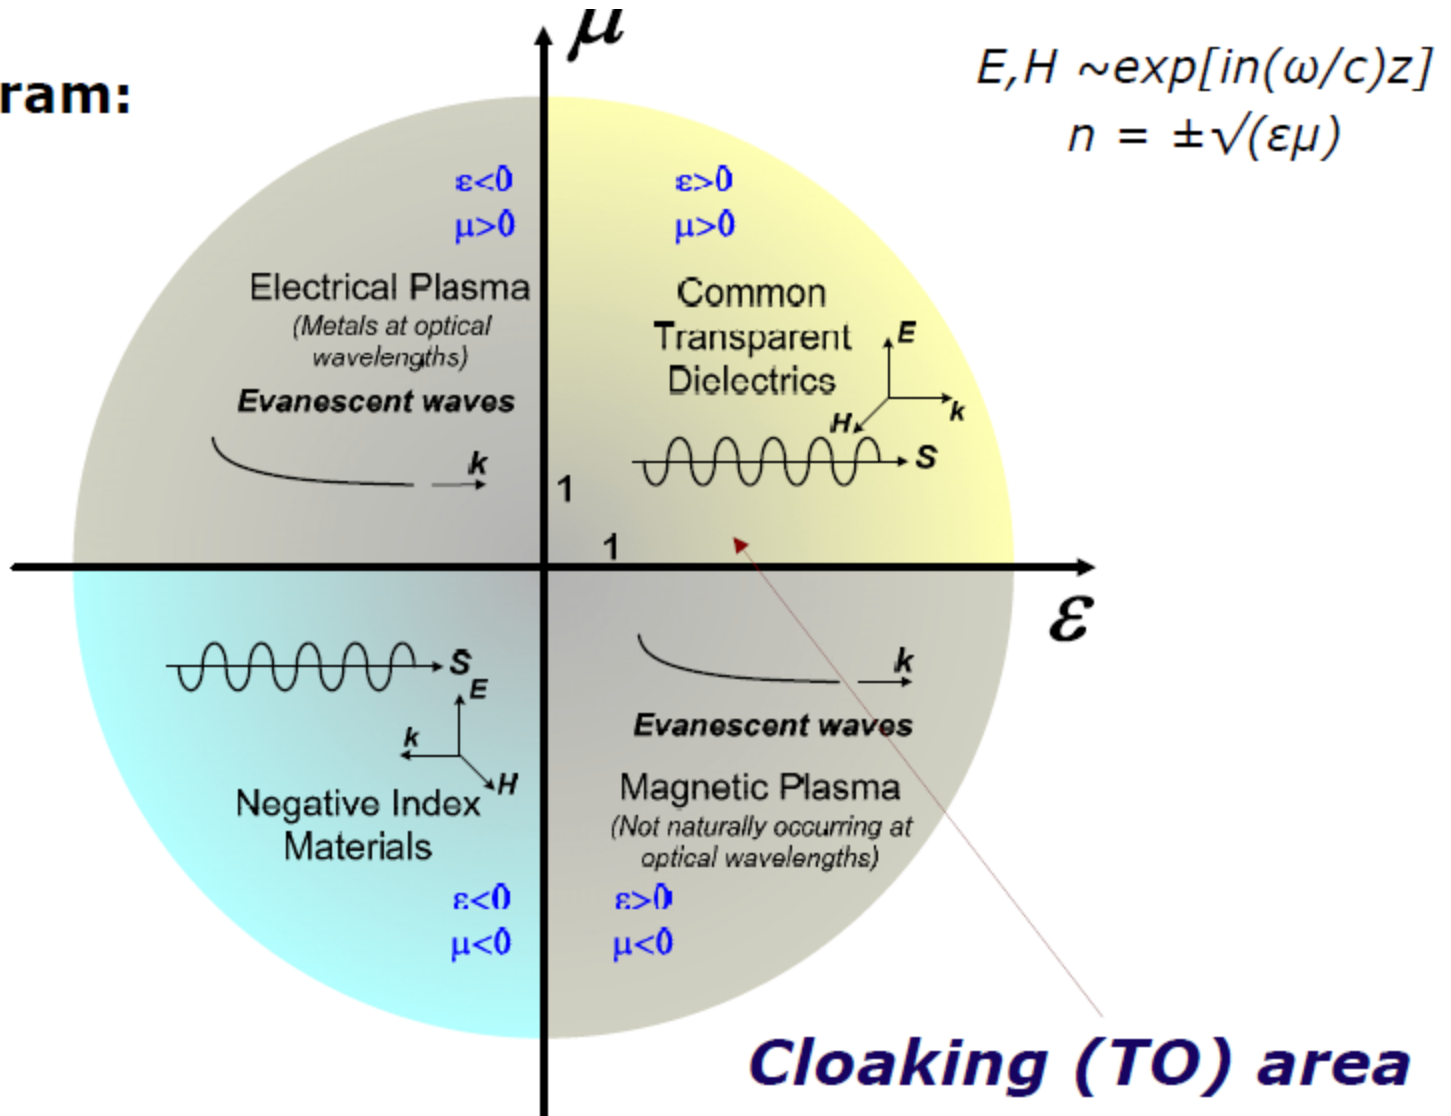 ram:
μ
E,H ~exp[in(ω/c)z]
n = ±√(εμ)
ε<0
μ>0
Electrical Plasma
(Metals at optical
wavelengths)
Evanescent waves
k
ε>0
μ>0
Common
Transparent
Dielectrics
E
k
H
S
1
1
ε
S
E
k
H
Negative Index
Materials
ε<0
μ<0
k
Evanescent waves
Magnetic Plasma
(Not naturally occurring at
optical wavelengths)
ε>0
μ<0
Cloaking (TO) area